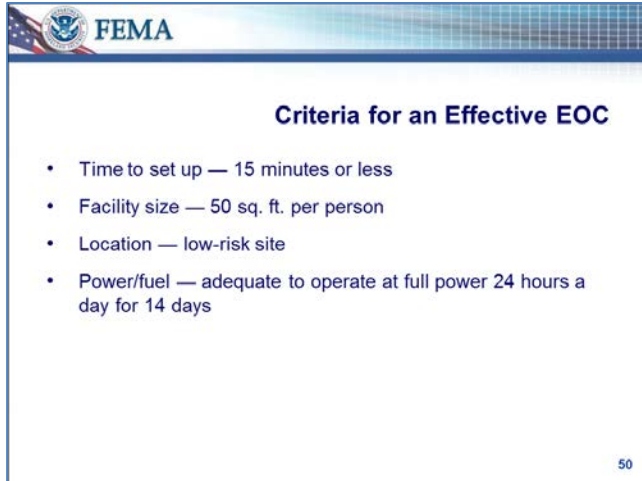 FEMA
Criteria for an Effective EOC
• Time to set up — 15 minutes or less
• Facility size — 50 sq. ft. per person
• Location — low-risk site
• Power/fuel — adequate to operate at full power 24 hours a
day for 14 days
50